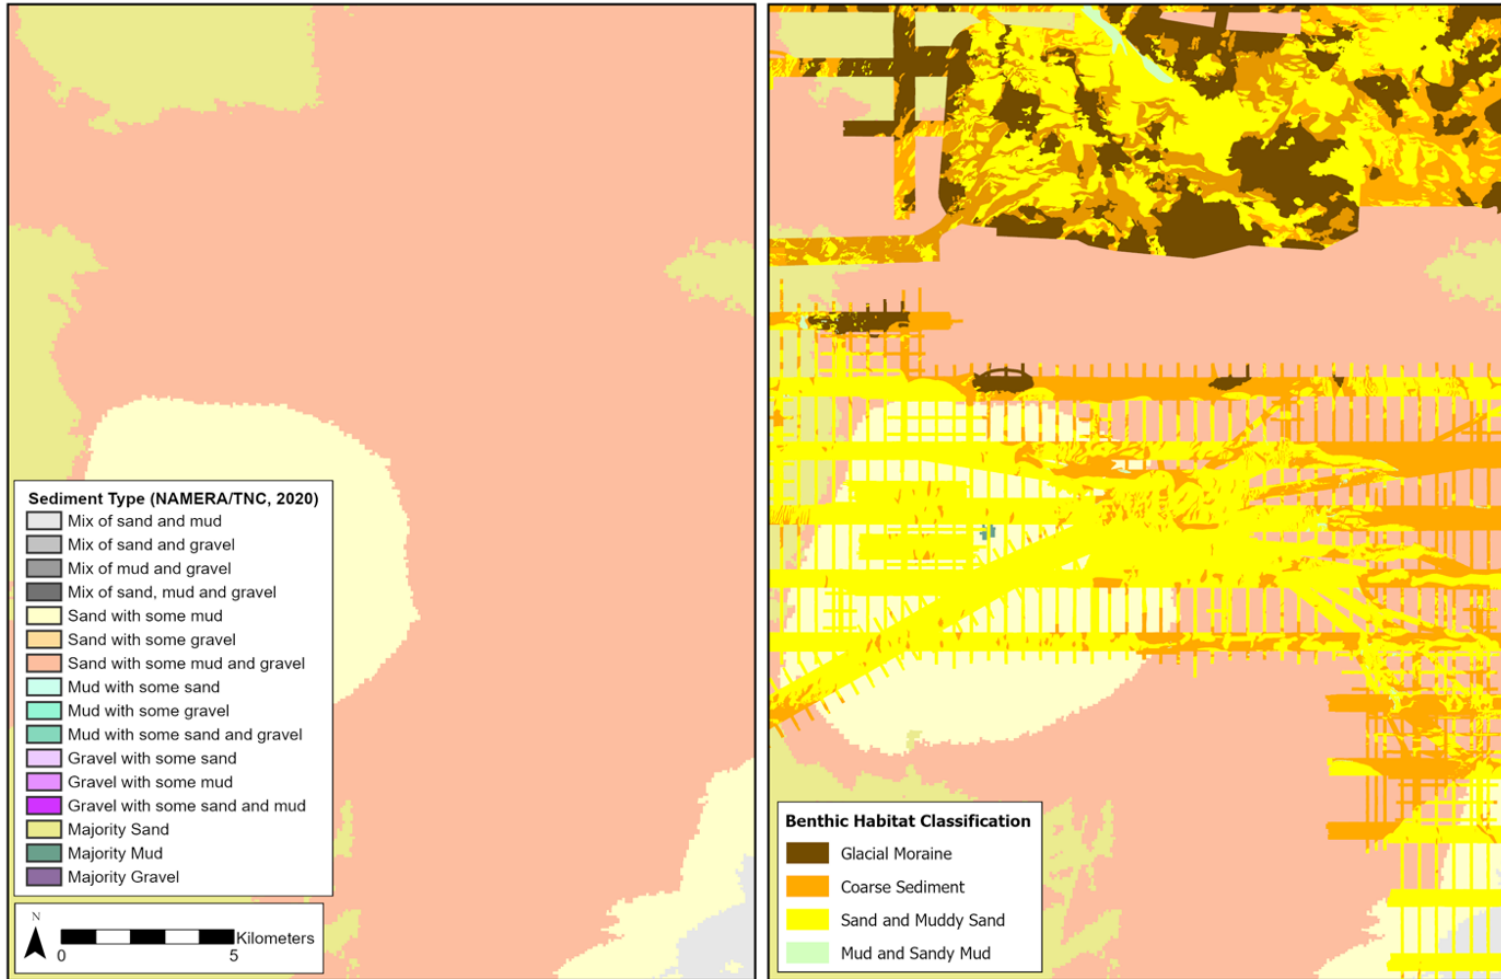 Sediment Type (NAMERA/TNC, 2020)
Mix of sand and mud
Mix of sand and gravel
Mix of mud and gravel
Mix of sand, mud and gravel
Sand with some mud
Sand with some gravel
Sand with some mud and gravel
Mud with some sand
Mud with some gravel
Mud with some sand and gravel
Gravel with some sand
Gravel with some mud
Gravel with some sand and mud
Majority Sand
Majority Mud
Majority Gravel
N
Kilometers
0 5
Benthic Habitat Classification
Glacial Moraine
Coarse Sediment
Sand and Muddy Sand
Mud and Sandy Mud